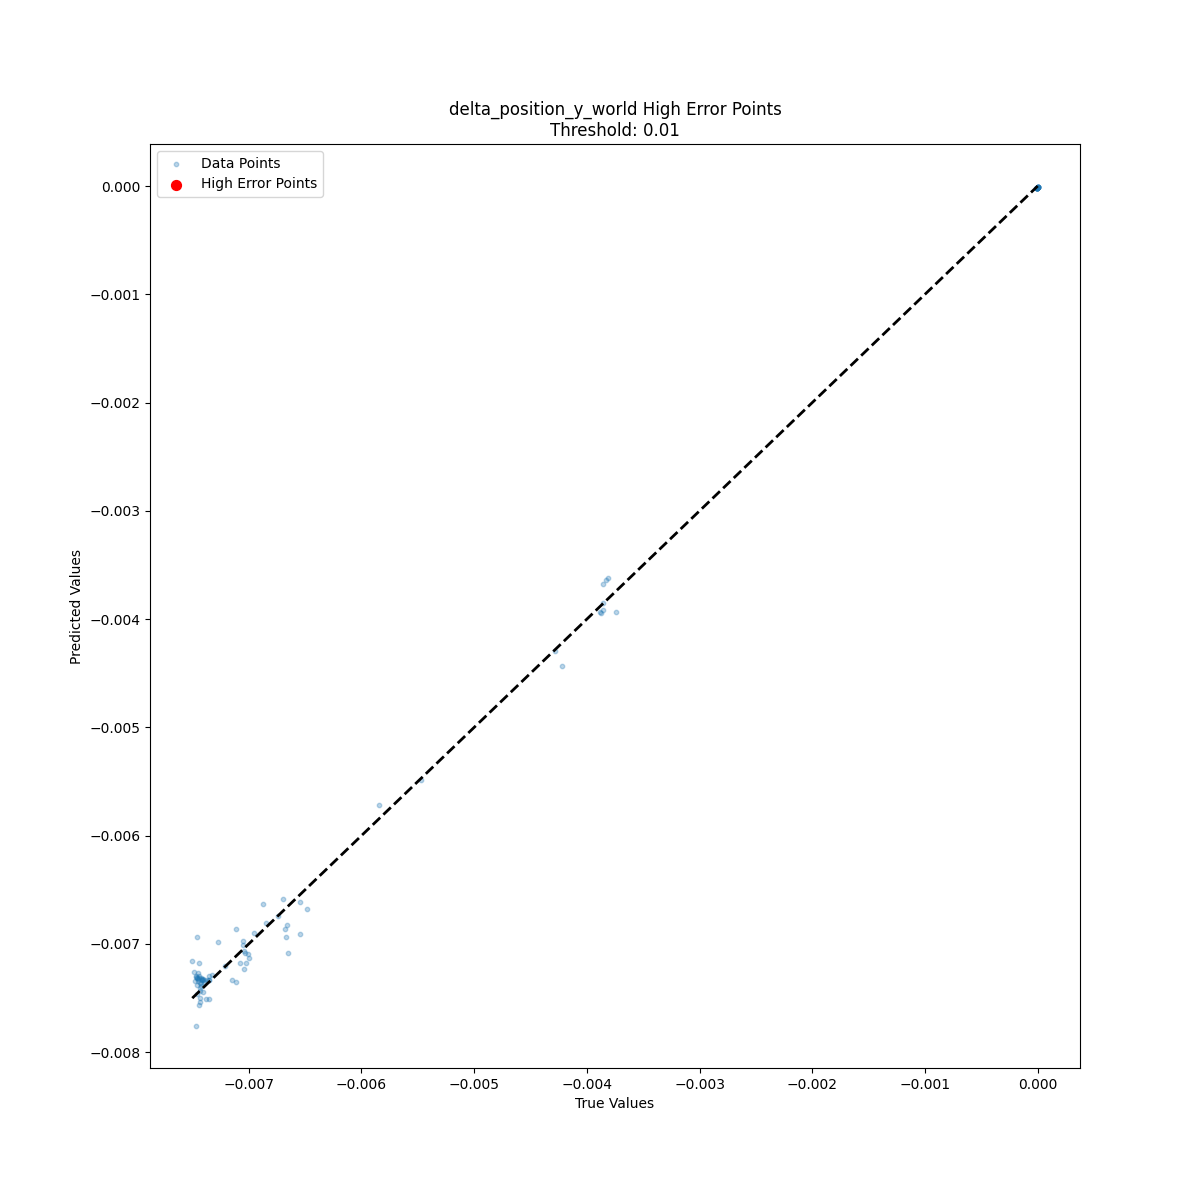 delta_position_y_world High Error Points
Threshold: 0.01
Data Points
High Error Points
0.000
−0.001
−0.002
−0.003
−0.004
−0.005
−0.006
−0.007
−0.008
Predicted Values
−0.007
−0.006
−0.005
−0.004
−0.003
−0.002
−0.001
0.000
True Values